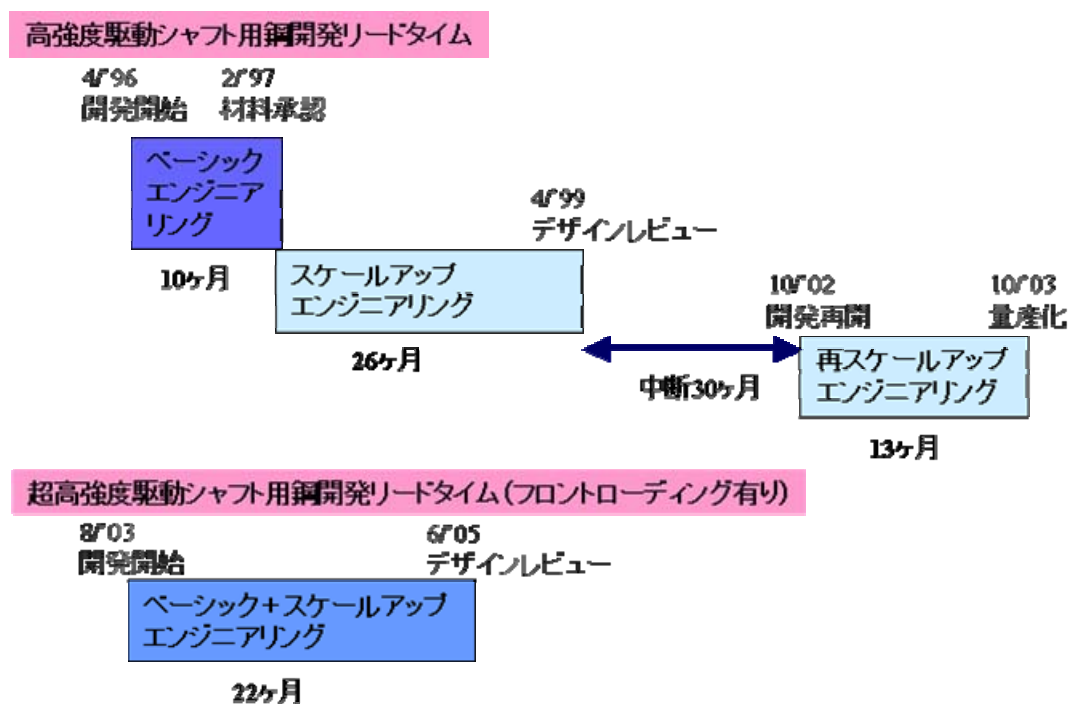 高強度駆動シャフト用鋼開発リードタイム
4/'96
開発開始
2/'97
材料承認
ベーシック
エンジニア
リング
10ヶ月
4/'99
デザインレビュー
スケールアップ
エンジニアリング
26ヶ月
中断30ヶ月
10/'02
開発再開
10/'03
量産化
再スケールアップ
エンジニアリング
13ヶ月
超高強度駆動シャフト用鋼開発リードタイム(フロントローディング有り)
8/'03
開発開始
6/'05
デザインレビュー
ベーシック+スケールアップ
エンジニアリング
22ヶ月